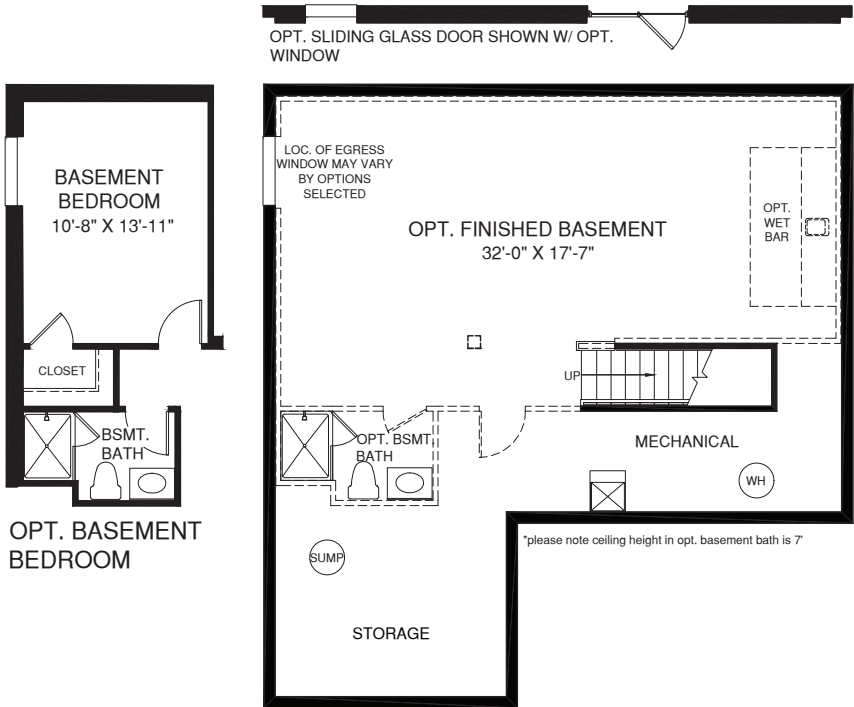 OPT. SLIDING GLASS DOOR SHOWN W/ OPT.
WINDOW
BASEMENT
BEDROOM
10'-8" X 13'-11"
CLOSET
BSMT.
BATH
OPT. BASEMENT
BEDROOM
LOC. OF EGRESS
WINDOW MAY VARY
BY OPTIONS
SELECTED
OPT. FINISHED BASEMENT
32'-0" X 17'-7"
OPT.
WET
BAR
UP
OPT. BSMT.
BATH
MECHANICAL
WH
*please note ceiling height in opt. basement bath is 7'
SUMP
STORAGE